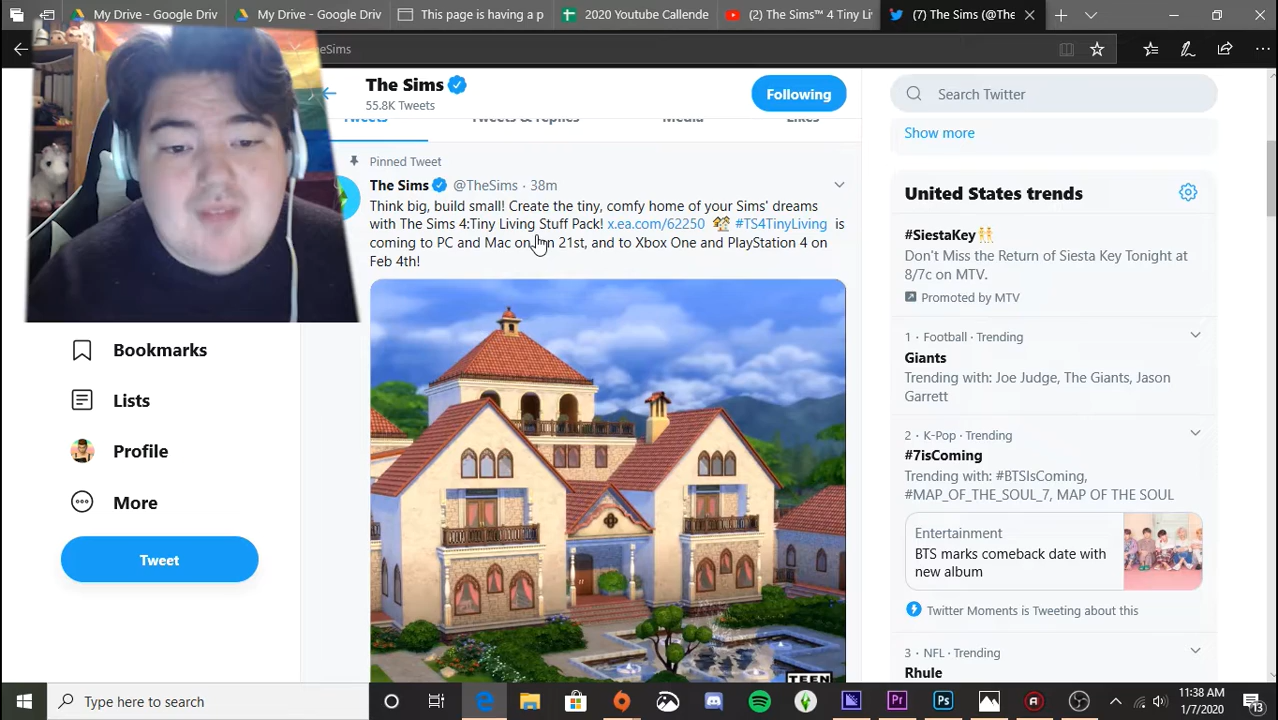 My Drive - Google Driv
My Drive - Google Driv
This page is having a p
2020 Youtube Callende
(2) The Sims™ 4 Tiny Li
(7) The Sims (@The
eSims
The Sims
55.8K Tweets
Following
Search Twitter
Tweets
Tweets & replies
Media
Likes
Show more
Pinned Tweet
The Sims @TheSims · 38m
Think big, build small! Create the tiny, comfy home of your Sims' dreams
with The Sims 4:Tiny Living Stuff Pack! x.ea.com/62250 #TS4TinyLiving is
coming to PC and Mac on 21st, and to Xbox One and PlayStation 4 on
Feb 4th!
TEEN
Bookmarks
Lists
Profile
More
Tweet
United States trends
#SiestaKey
Don't Miss the Return of Siesta Key Tonight at
8/7c on MTV.
Promoted by MTV
1 · Football · Trending
Giants
Trending with: Joe Judge, The Giants, Jason
Garrett
2 · K-Pop · Trending
#7isComing
Trending with: #BTSIsComing,
#MAP_OF_THE_SOUL_7, MAP OF THE SOUL
Entertainment
BTS marks comeback date with
new album
Twitter Moments is Tweeting about this
3 · NFL · Trending
Rhule
Type here to search
Pr
Ps
11:38 AM
1/7/2020
13